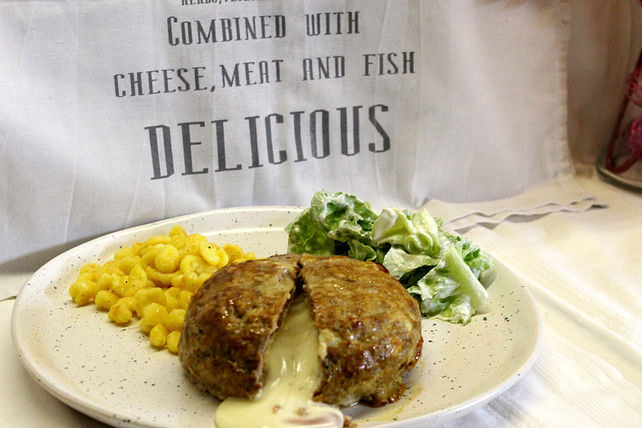 COMBINED WITH
CHEESE, MEAT AND FISH
DELICIOUS